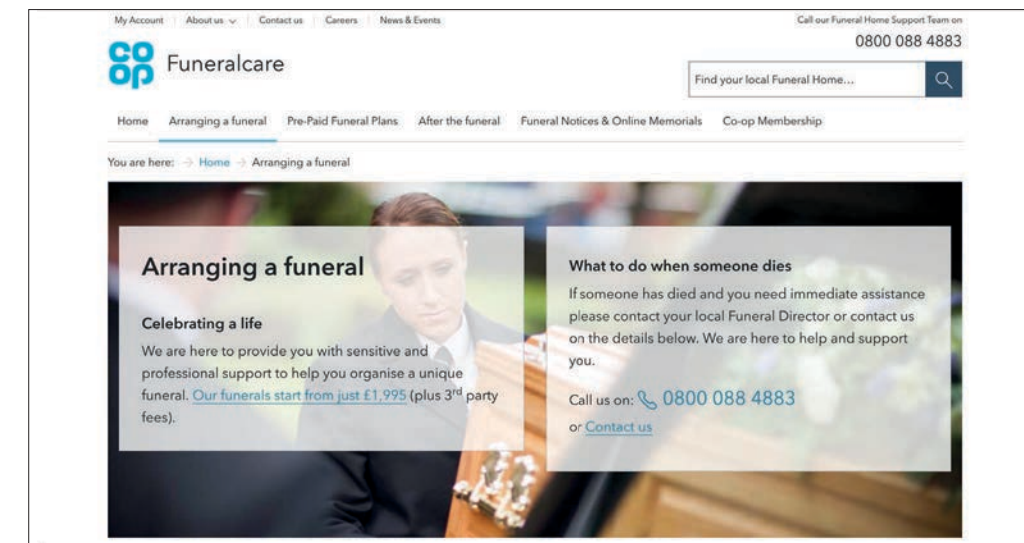 My Account About us Contact us Careers News & Events
Call our Funeral Home Support Team on
0800 088 4883
CO
OP
Funeralcare
Find your local Funeral Home...
Home Arranging a funeral Pre-Paid Funeral Plans After the funeral Funeral Notices & Online Memorials Co-op Membership
You are here: → Home → Arranging a funeral
Arranging a funeral
Celebrating a life
We are here to provide you with sensitive and
professional support to help you organise a unique
funeral. Our funerals start from just £1,995 (plus 3rd party
fees).
What to do when someone dies
If someone has died and you need immediate assistance
please contact your local Funeral Director or contact us
on the details below. We are here to help and support
you.
Call us on: 0800 088 4883
or Contact us